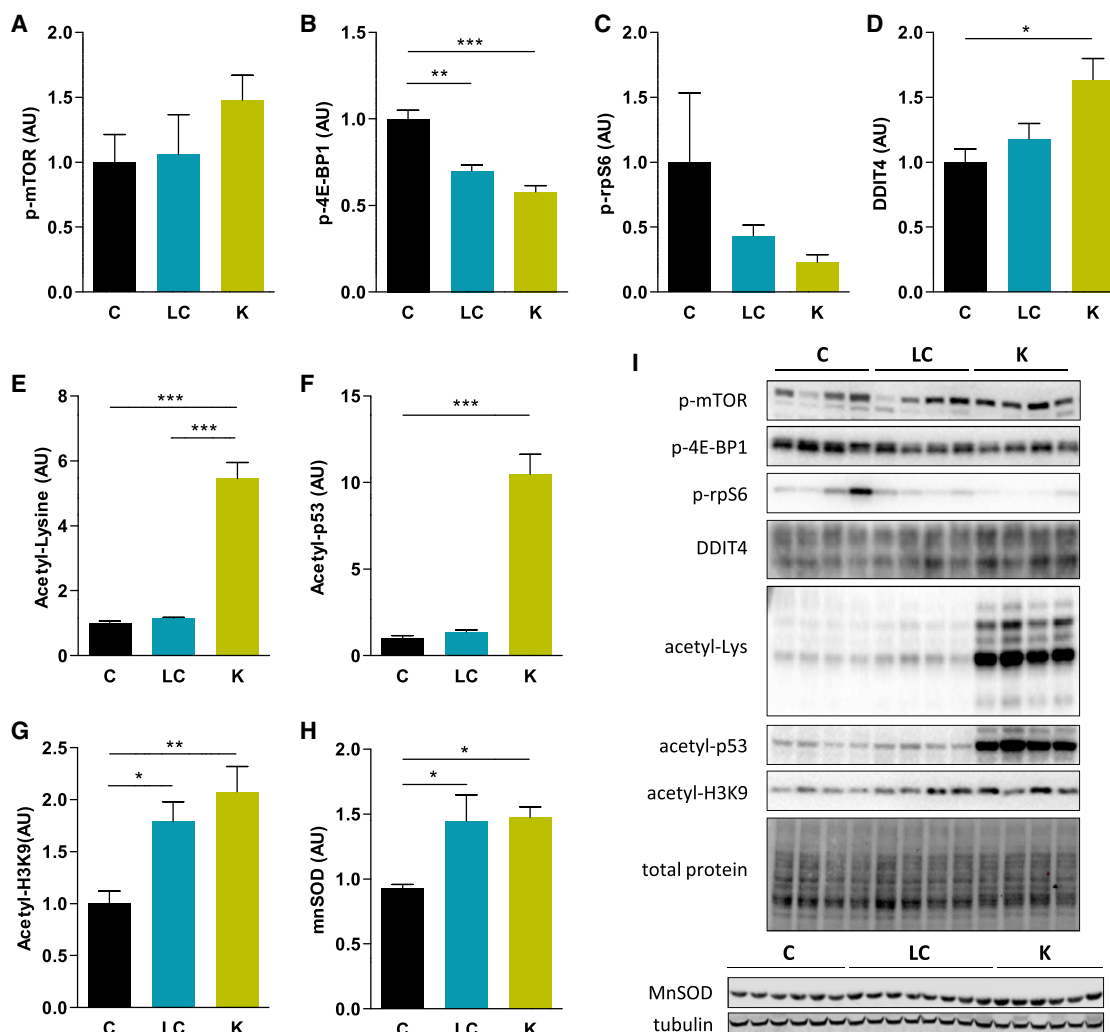 A
p-mTOR (AU)
2.0
1.5
1.0
0.5
0.0
C LC K
B
p-4E-BP1 (AU)
1.5
1.0
0.5
0.0
***
**
C LC K
C
p-rpS6 (AU)
2.0
1.5
1.0
0.5
0.0
C LC K
D
DDIT4 (AU)
2.0
1.5
1.0
0.5
0.0
*
C LC K
E
Acetyl-Lysine (AU)
8
6
4
2
0
***
***
C LC K
F
Acetyl-p53 (AU)
15
10
5
0
***
C LC K
G
Acetyl-H3K9(AU)
2.5
2.0
1.5
1.0
0.5
0.0
**
*
C LC K
H
mnSOD (AU)
2.0
1.5
1.0
0.5
0.0
*
*
C LC K
I
C LC K
p-mTOR
p-4E-BP1
p-rpS6
DDIT4
acetyl-Lys
acetyl-p53
acetyl-H3K9
total protein
C LC K
MnSOD
tubulin